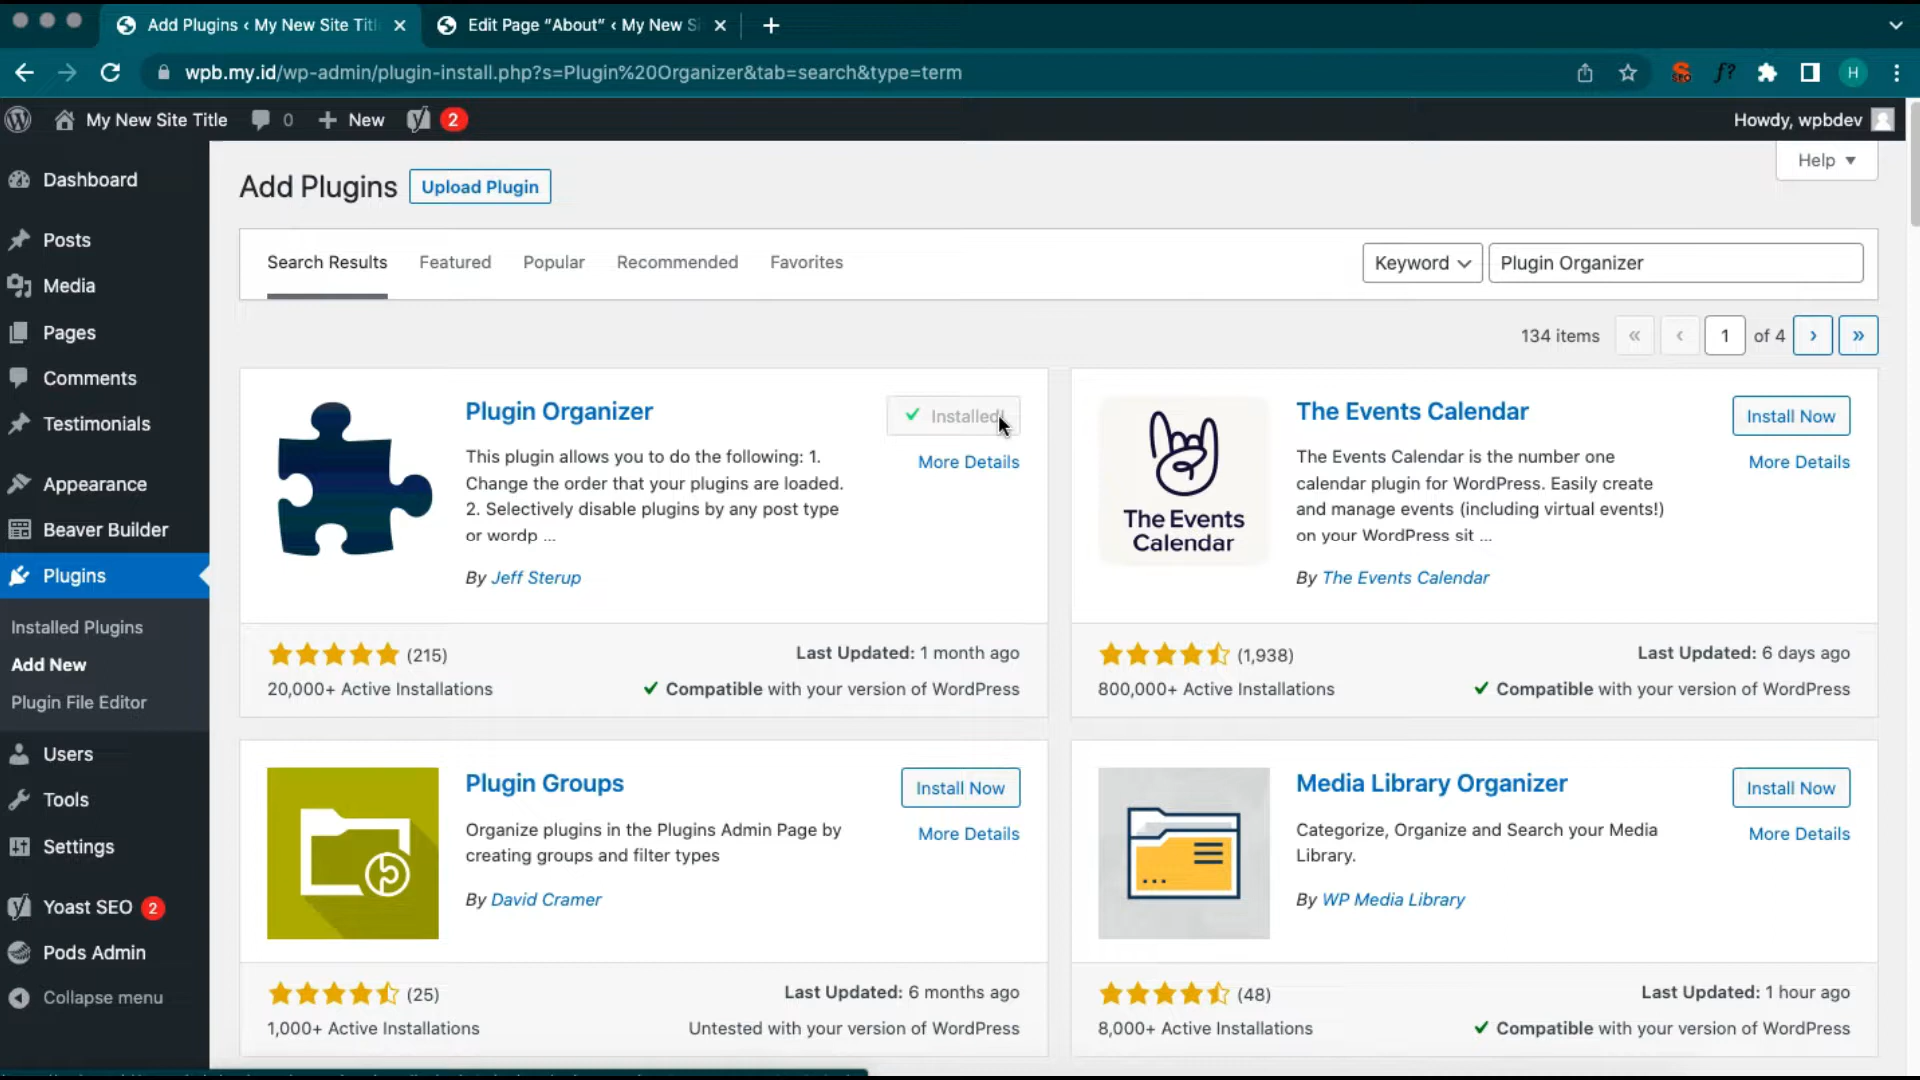 Add Plugins ‹ My New Site Titl
Edit Page “About” ‹ My New S
wpb.my.id/wp-admin/plugin-install.php?s=Plugin%20Organizer&tab=search&type=term
SEO
f?
H
My New Site Title
0
New
2
Howdy, wpbdev
Dashboard
Posts
Media
Pages
Comments
Testimonials
Appearance
Beaver Builder
Plugins
Installed Plugins
Add New
Plugin File Editor
Users
Tools
Settings
Yoast SEO 2
Pods Admin
Collapse menu
Help
Add Plugins
Upload Plugin
Search Results
Featured
Popular
Recommended
Favorites
Keyword
Plugin Organizer
134 items
«
‹
1
of 4
›
»
Plugin Organizer
Installed!
More Details
This plugin allows you to do the following: 1.
Change the order that your plugins are loaded.
2. Selectively disable plugins by any post type
or wordp ...
By Jeff Sterup
(215)
Last Updated: 1 month ago
20,000+ Active Installations
Compatible with your version of WordPress
The Events
Calendar
The Events Calendar
Install Now
More Details
The Events Calendar is the number one
calendar plugin for WordPress. Easily create
and manage events (including virtual events!)
on your WordPress sit ...
By The Events Calendar
(1,938)
Last Updated: 6 days ago
800,000+ Active Installations
Compatible with your version of WordPress
Plugin Groups
Install Now
More Details
Organize plugins in the Plugins Admin Page by
creating groups and filter types
By David Cramer
(25)
Last Updated: 6 months ago
1,000+ Active Installations
Untested with your version of WordPress
Media Library Organizer
Install Now
More Details
Categorize, Organize and Search your Media
Library.
By WP Media Library
(48)
Last Updated: 1 hour ago
8,000+ Active Installations
Compatible with your version of WordPress